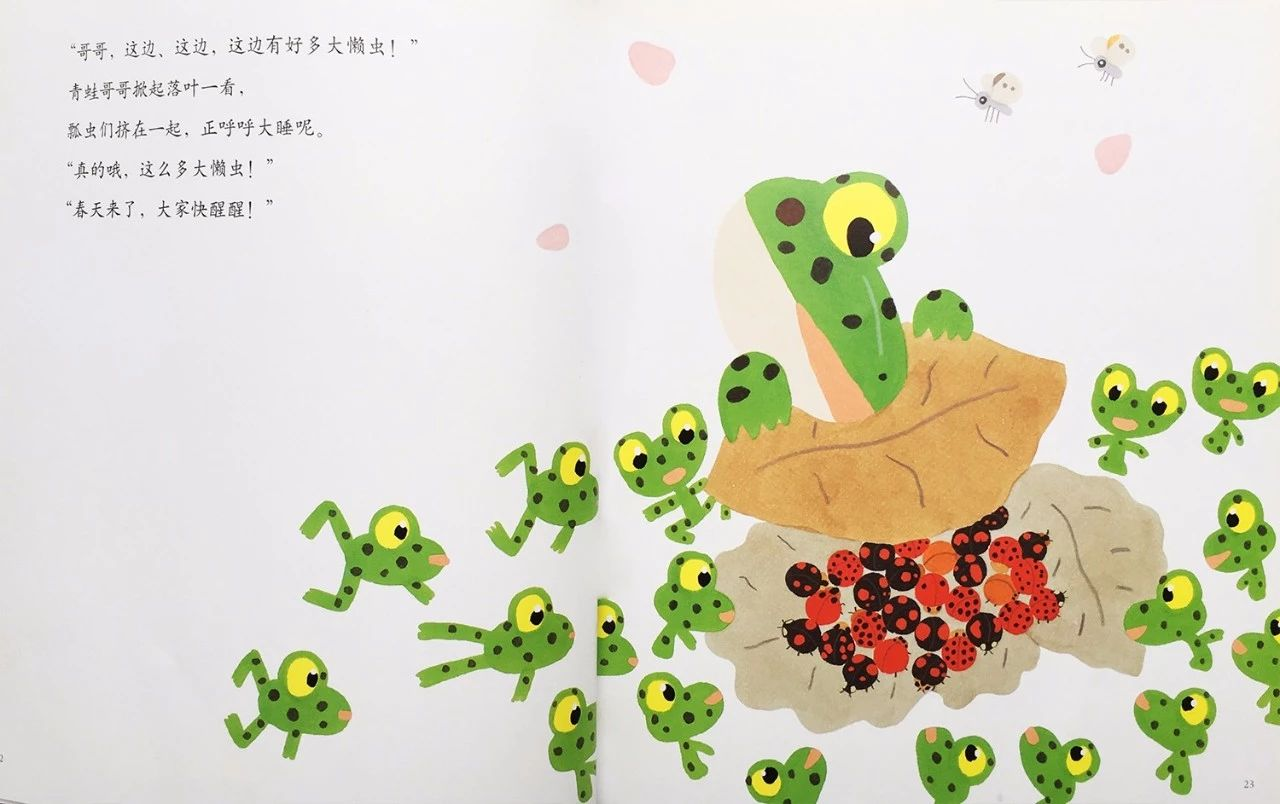 “哥哥，这边、这边，这边有好多大懒虫！”
青蛙哥哥掀起落叶一看，
瓢虫们挤在一起，正呼呼大睡呢。
“真的哦，这么多大懒虫！”
“春天来了，大家快醒醒！”
2
23